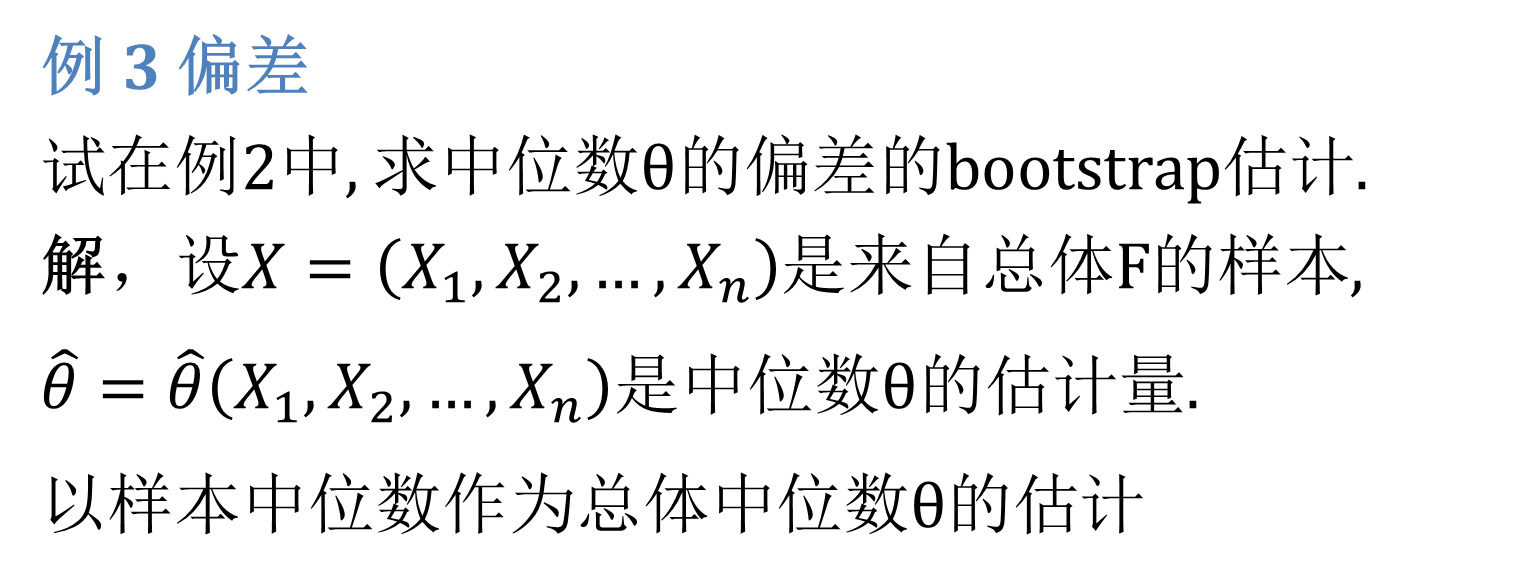 例 3 偏差
试在例2中, 求中位数θ的偏差的bootstrap估计.
解，设X = (X₁, X₂, … , Xₙ)是来自总体F的样本,
θ̂ = θ̂(X₁, X₂, … , Xₙ)是中位数θ的估计量.
以样本中位数作为总体中位数θ的估计